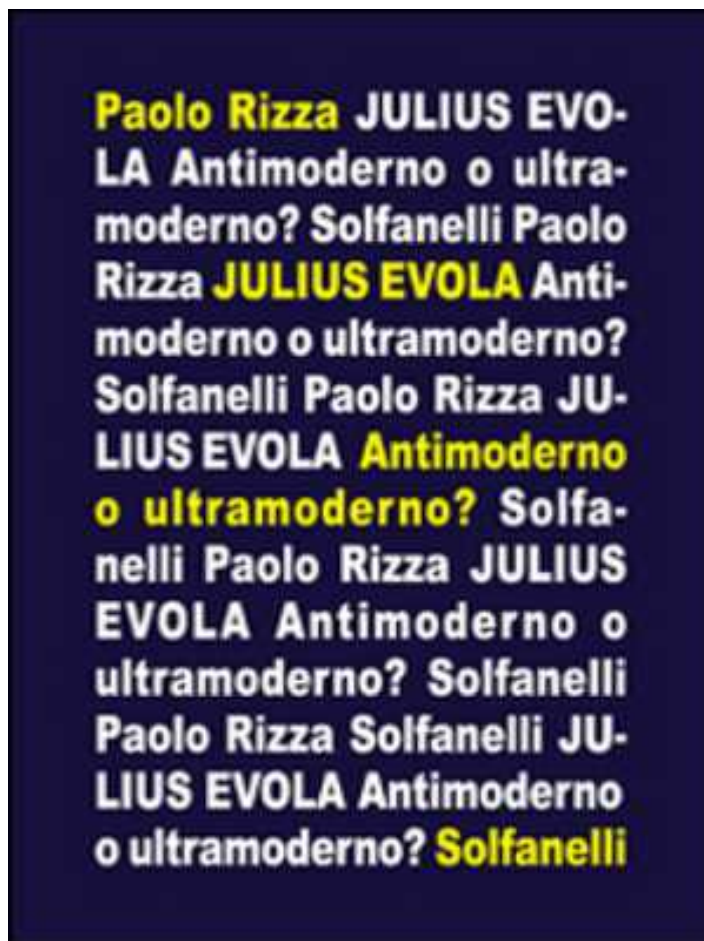 Paolo Rizza JULIUS EVO-
LA Antimoderno o ultra-
moderno? Solfanelli Paolo
Rizza JULIUS EVOLA Anti-
moderno o ultramoderno?
Solfanelli Paolo Rizza JU-
LIUS EVOLA Antimoderno
o ultramoderno? Solfa-
nelli Paolo Rizza JULIUS
EVOLA Antimoderno o
ultramoderno? Solfanelli
Paolo Rizza Solfanelli JU-
LIUS EVOLA Antimoderno
o ultramoderno? Solfanelli